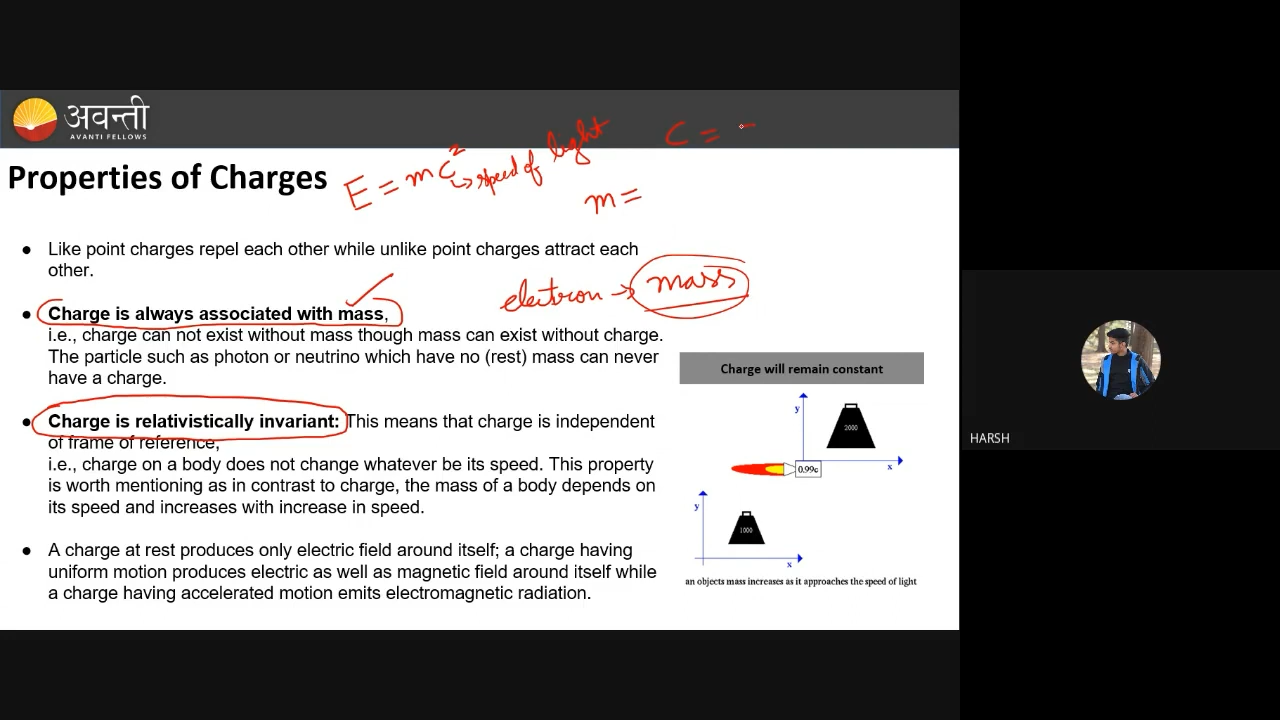 अवन्ती
AVANTI FELLOWS
E = mc² → speed of light
c = -
m =
Properties of Charges
● Like point charges repel each other while unlike point charges attract each
other.
electron → mass
● Charge is always associated with mass,
i.e., charge can not exist without mass though mass can exist without charge.
The particle such as photon or neutrino which have no (rest) mass can never
have a charge.
● Charge is relativistically invariant: This means that charge is independent
of frame of reference,
i.e., charge on a body does not change whatever be its speed. This property
is worth mentioning as in contrast to charge, the mass of a body depends on
its speed and increases with increase in speed.
● A charge at rest produces only electric field around itself; a charge having
uniform motion produces electric as well as magnetic field around itself while
a charge having accelerated motion emits electromagnetic radiation.
Charge will remain constant
y
2000
x
0.99c
y
1000
x
an objects mass increases as it approaches the speed of light
HARSH